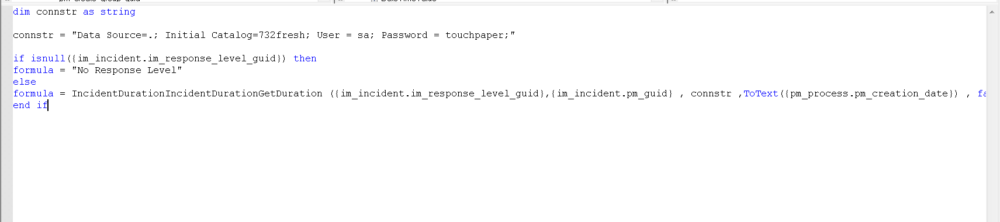 dim connstr as string
connstr = "Data Source=.; Initial Catalog=732fresh; User = sa; Password = touchpaper;"
if isnull({im_incident.im_response_level_guid}) then
formula = "No Response Level"
else
formula = IncidentDurationIncidentDurationGetDuration ({im_incident.im_response_level_guid},{im_incident.pm_guid} , connstr ,ToText({pm_process.pm_creation_date}) , fa
end if